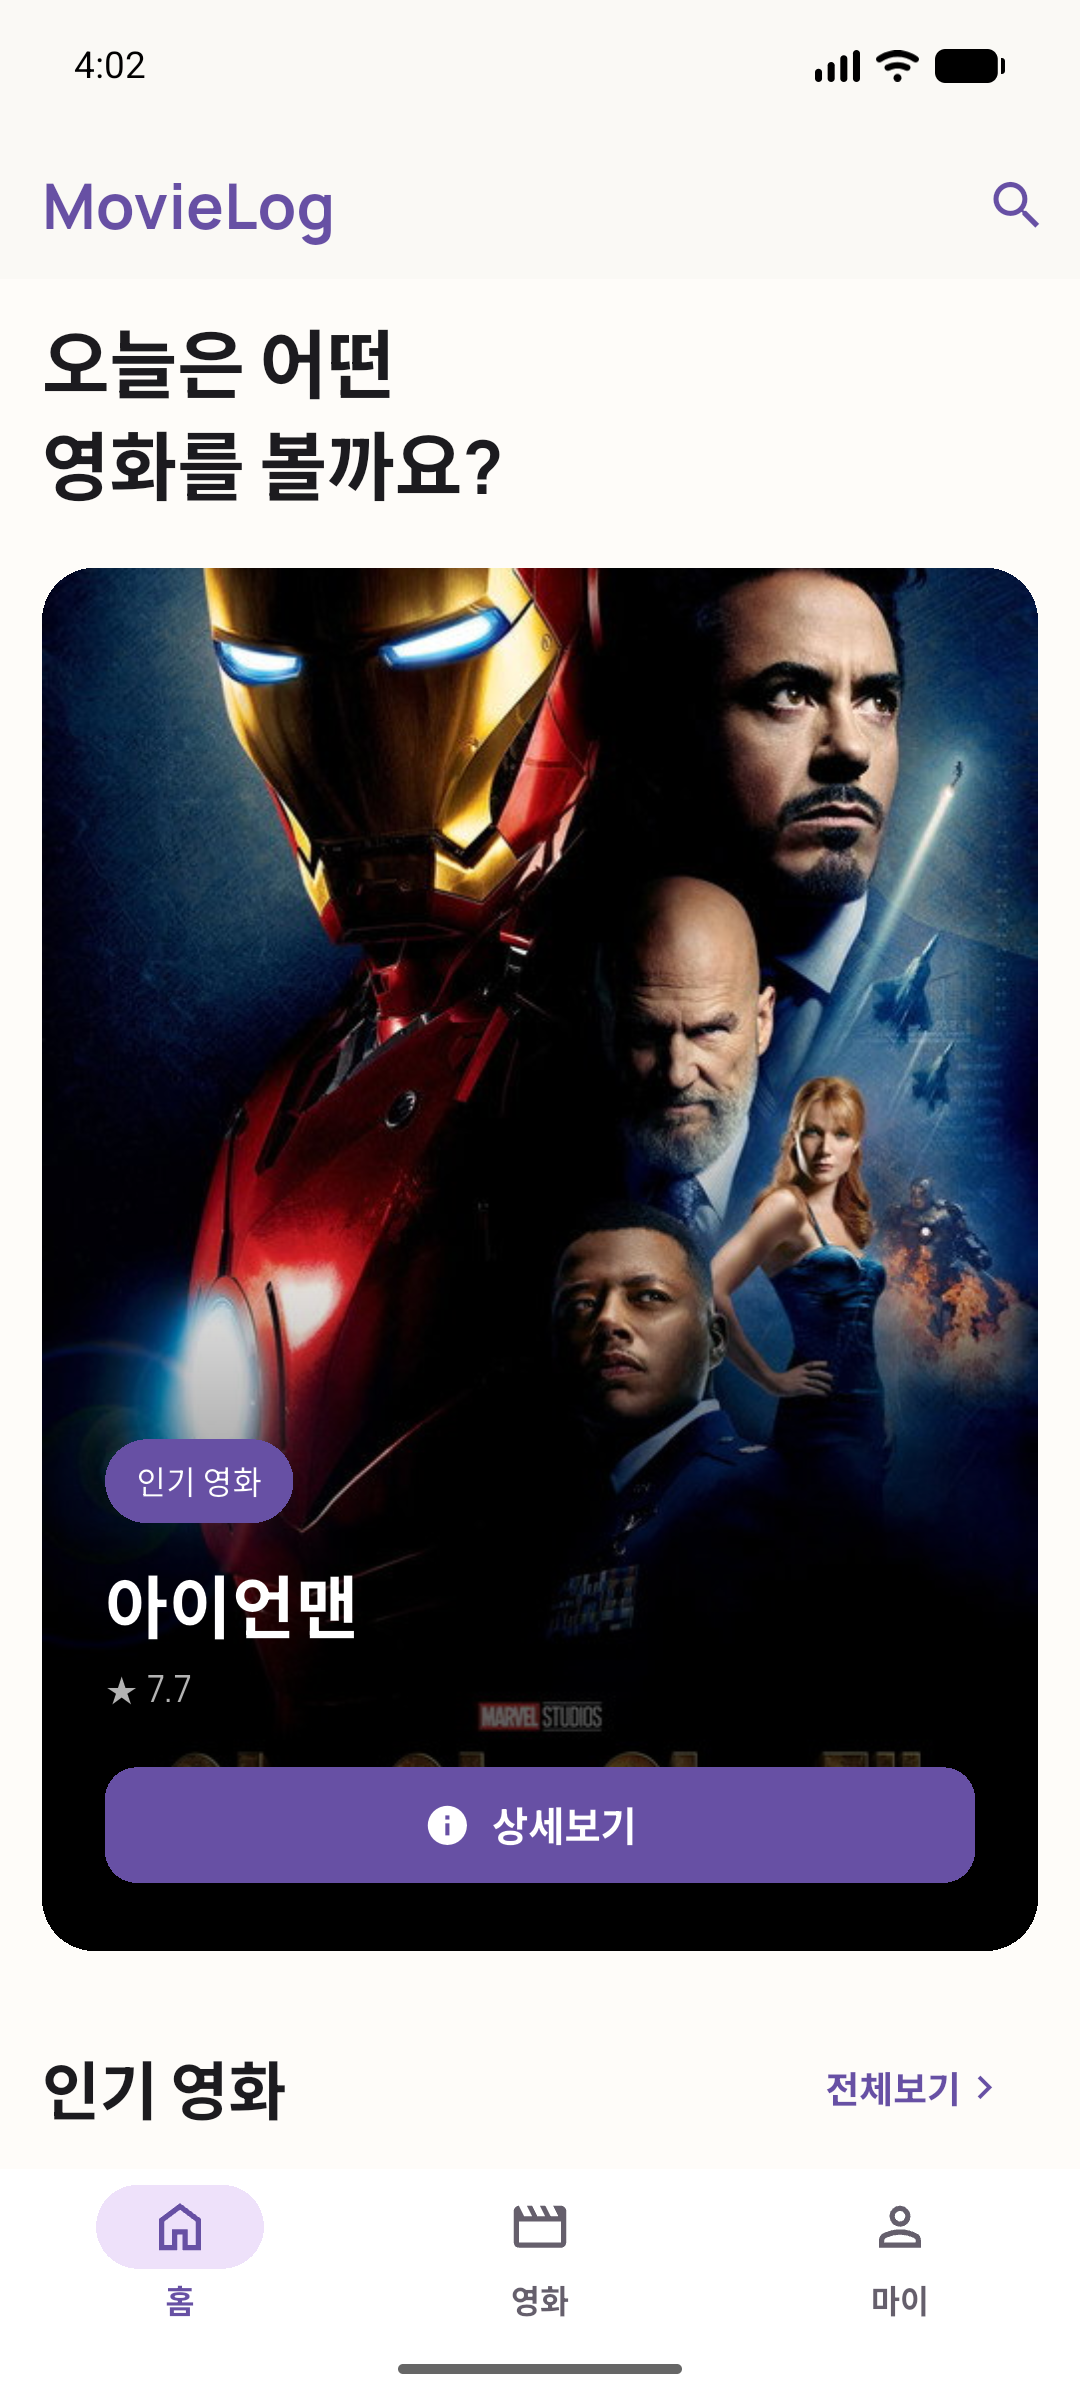 4:02
MovieLog
오늘은 어떤
영화를 볼까요?
인기 영화
아이언맨
★ 7.7
MARVEL STUDIOS
상세보기
인기 영화
전체보기
홈
영화
마이